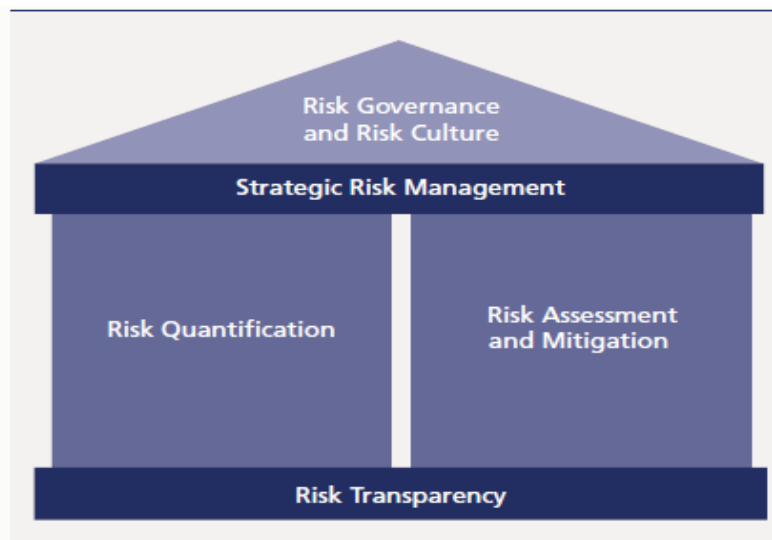 Risk Governance
and Risk Culture
Strategic Risk Management
Risk Quantification
Risk Assessment
and Mitigation
Risk Transparency